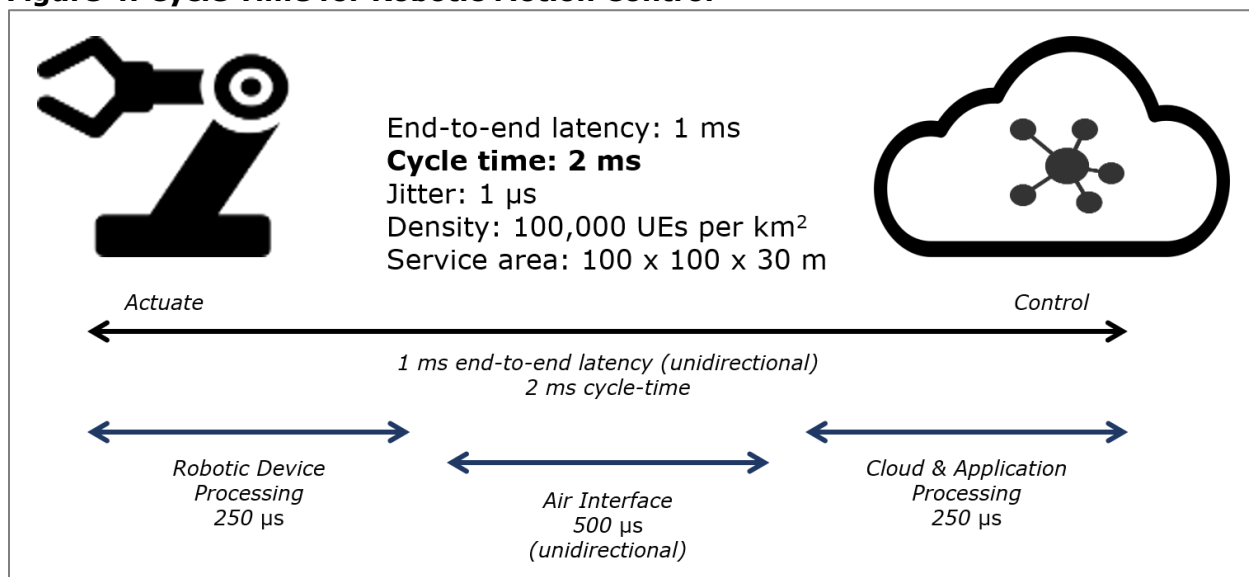 Figure 4: Cycle Time for Robotic Motion Control
End-to-end latency: 1 ms
Cycle time: 2 ms
Jitter: 1 µs
Density: 100,000 UEs per km²
Service area: 100 x 100 x 30 m
Actuate
Control
1 ms end-to-end latency (unidirectional)
2 ms cycle-time
Robotic Device
Processing
250 µs
Air Interface
500 µs
(unidirectional)
Cloud & Application
Processing
250 µs